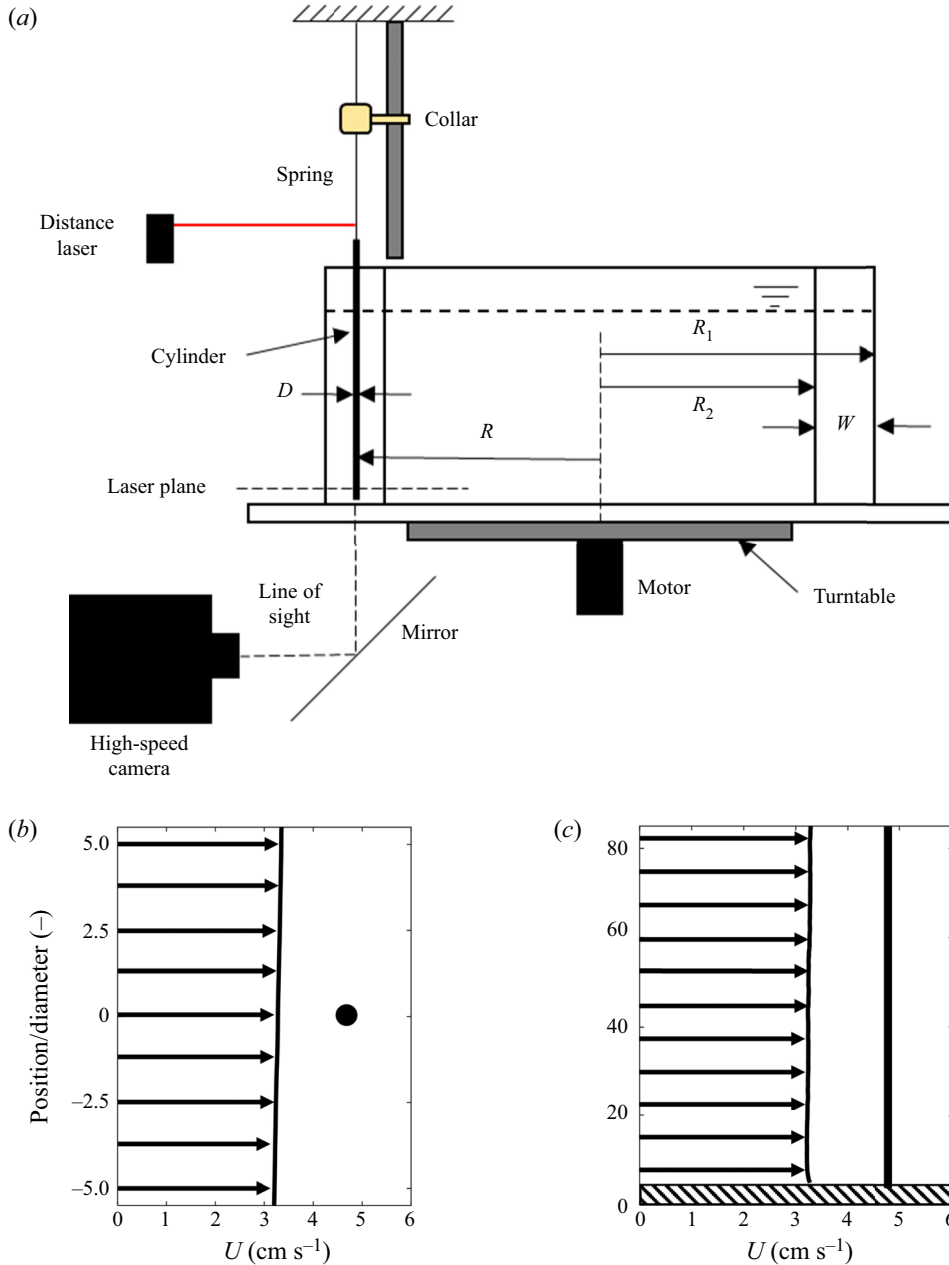 (a)
Collar
Spring
Distance
laser
R1
Cylinder
D
R2
R
W
Laser plane
Line of
sight
Motor
Turntable
Mirror
High-speed
camera
(b)
(c)
5.0
2.5
0
–2.5
–5.0
Position/diameter (–)
0 1 2 3 4 5 6
U (cm s–1)
80
60
40
20
0
0 1 2 3 4 5 6
U (cm s–1)